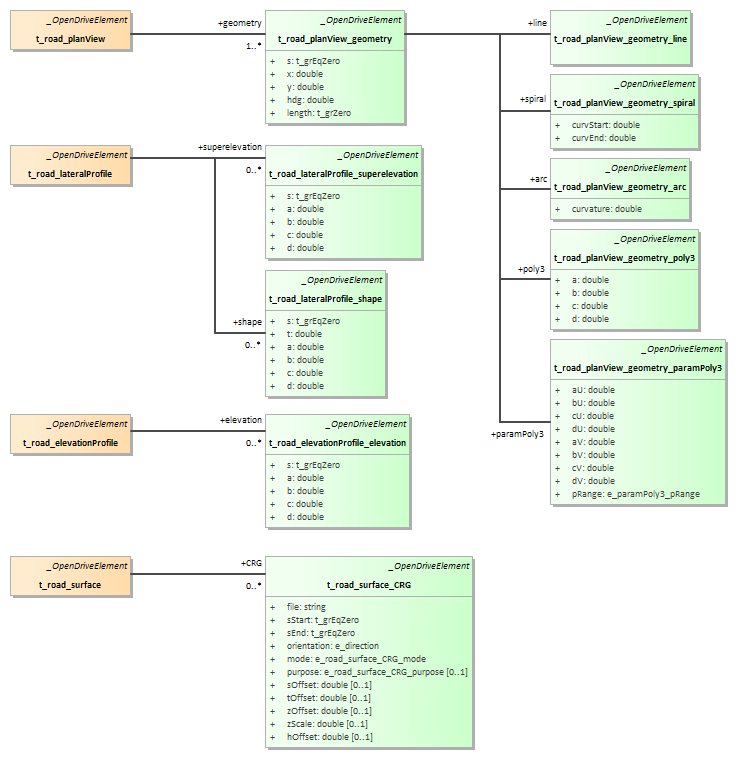 _OpenDriveElement
t_road_planView
+geometry
1..*
_OpenDriveElement
t_road_planView_geometry
+ s: t_grEqZero
+ x: double
+ y: double
+ hdg: double
+ length: t_grZero
+line
_OpenDriveElement
t_road_planView_geometry_line
+spiral
_OpenDriveElement
t_road_planView_geometry_spiral
+ curvStart: double
+ curvEnd: double
+arc
_OpenDriveElement
t_road_planView_geometry_arc
+ curvature: double
+poly3
_OpenDriveElement
t_road_planView_geometry_poly3
+ a: double
+ b: double
+ c: double
+ d: double
+paramPoly3
_OpenDriveElement
t_road_planView_geometry_paramPoly3
+ aU: double
+ bU: double
+ cU: double
+ dU: double
+ aV: double
+ bV: double
+ cV: double
+ dV: double
+ pRange: e_paramPoly3_pRange
_OpenDriveElement
t_road_lateralProfile
+superelevation
0..*
_OpenDriveElement
t_road_lateralProfile_superelevation
+ s: t_grEqZero
+ a: double
+ b: double
+ c: double
+ d: double
+shape
0..*
_OpenDriveElement
t_road_lateralProfile_shape
+ s: t_grEqZero
+ t: double
+ a: double
+ b: double
+ c: double
+ d: double
_OpenDriveElement
t_road_elevationProfile
+elevation
0..*
_OpenDriveElement
t_road_elevationProfile_elevation
+ s: t_grEqZero
+ a: double
+ b: double
+ c: double
+ d: double
_OpenDriveElement
t_road_surface
+CRG
0..*
_OpenDriveElement
t_road_surface_CRG
+ file: string
+ sStart: t_grEqZero
+ sEnd: t_grEqZero
+ orientation: e_direction
+ mode: e_road_surface_CRG_mode
+ purpose: e_road_surface_CRG_purpose [0..1]
+ sOffset: double [0..1]
+ tOffset: double [0..1]
+ zOffset: double [0..1]
+ zScale: double [0..1]
+ hOffset: double [0..1]